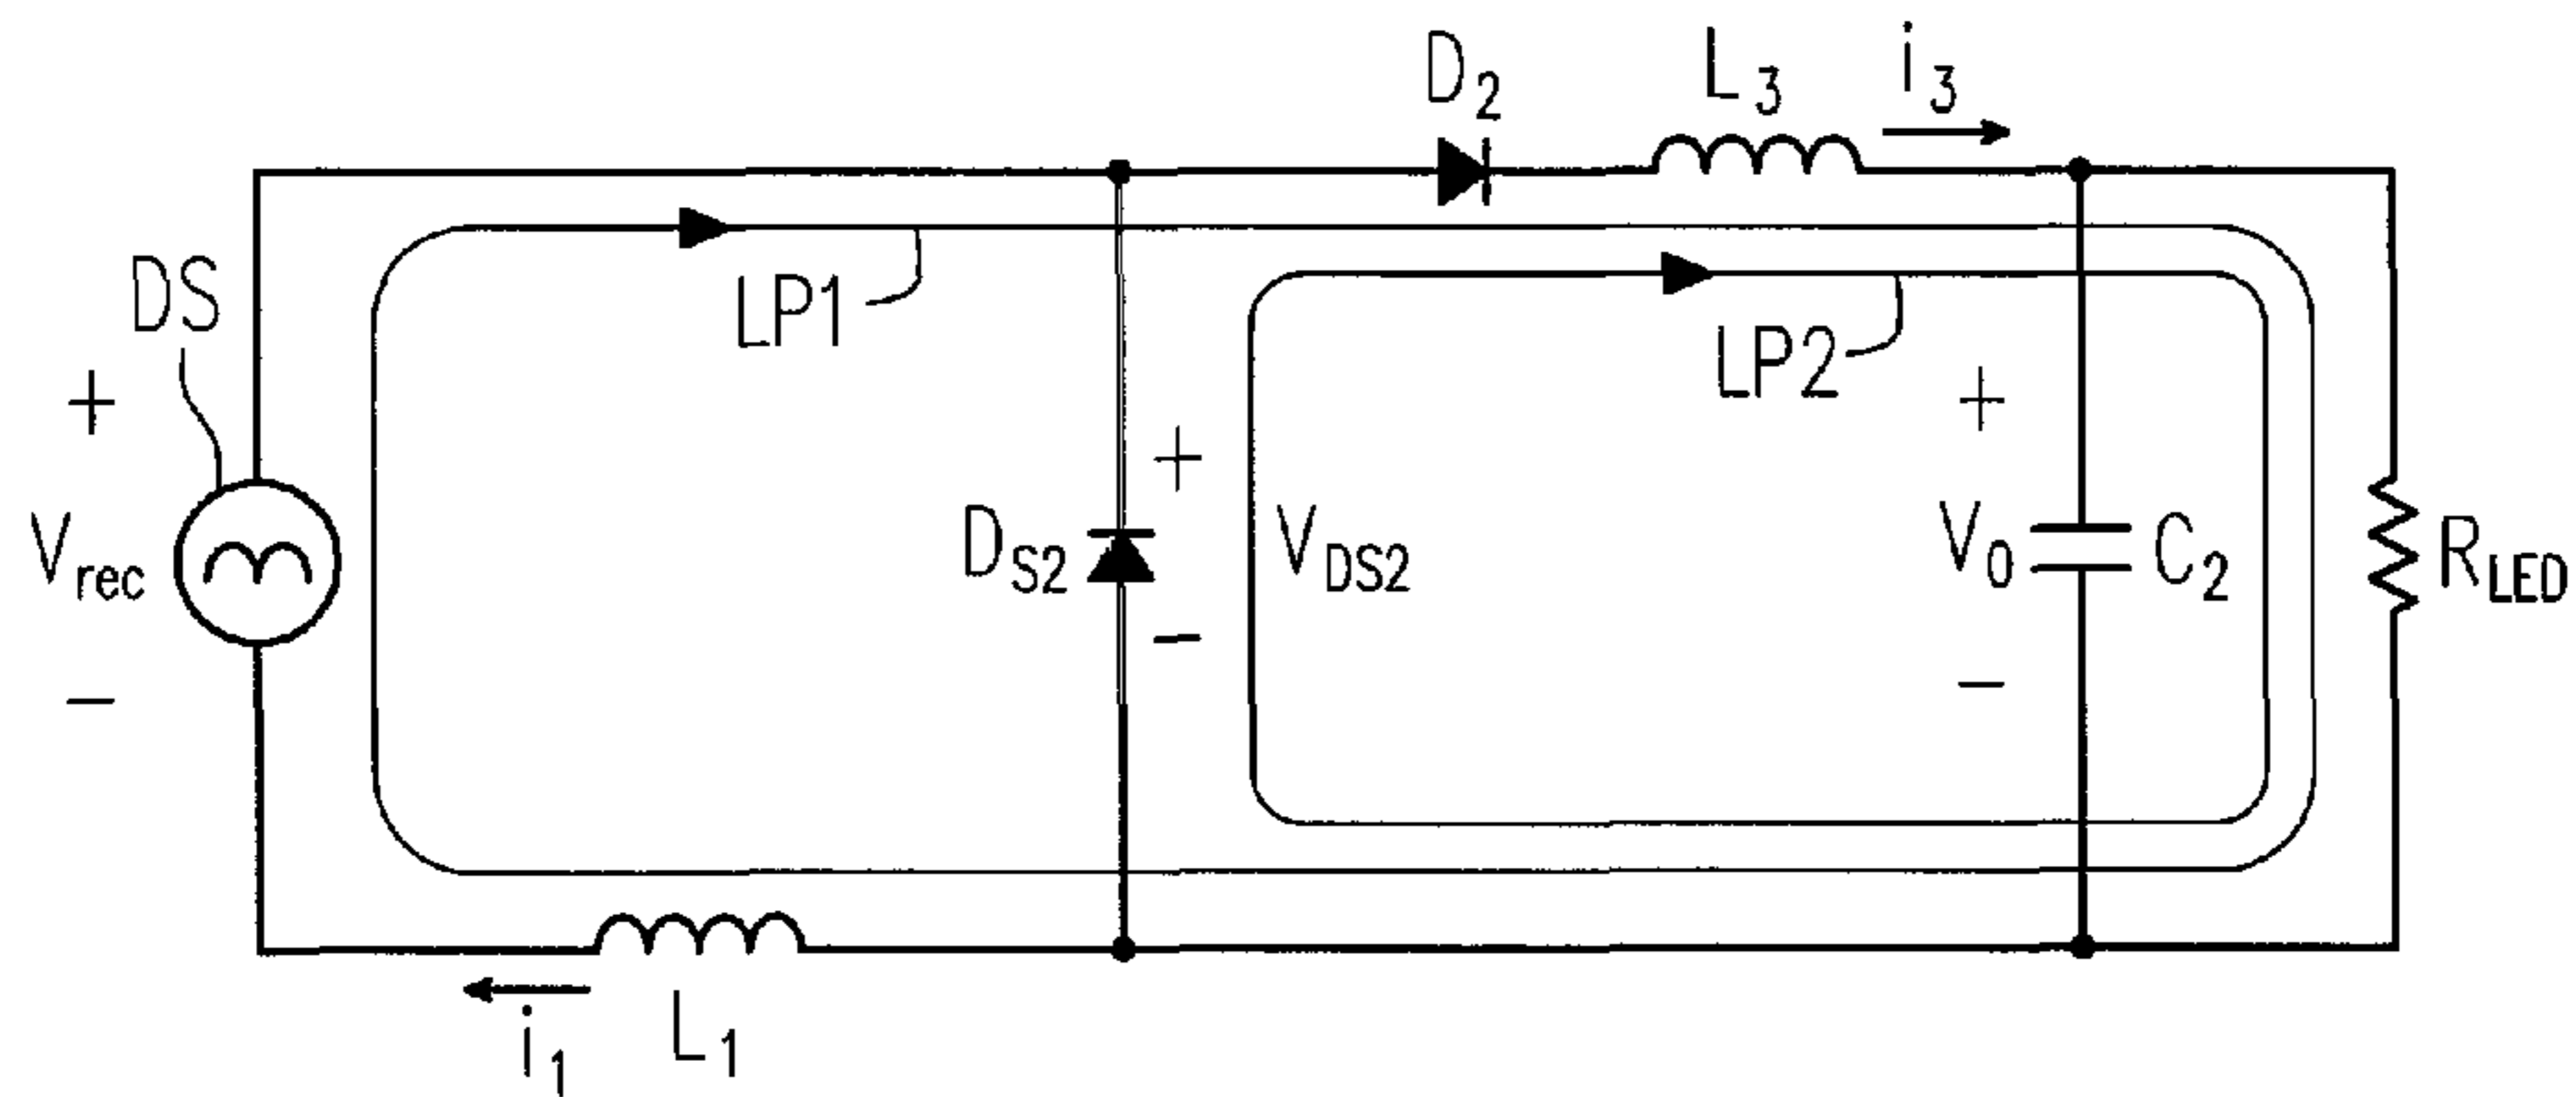 D2
L3
i3
DS
LP1
LP2
+
+
+
Vrec
DS2
VDS2
V0
C2
RLED
−
−
−
i1
L1